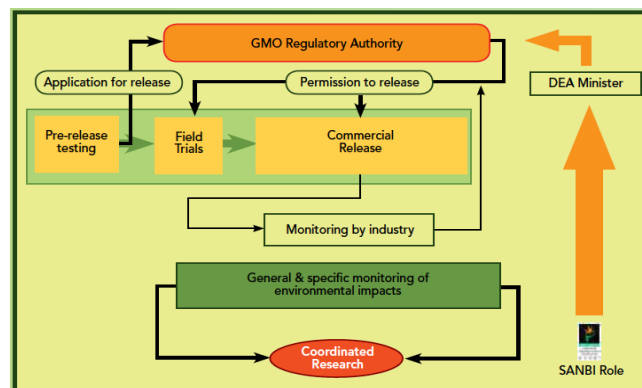 GMO Regulatory Authority
Application for release
Permission to release
DEA Minister
Pre-release
testing
Field
Trials
Commercial
Release
Monitoring by industry
General & specific monitoring of
environmental impacts
Coordinated
Research
SANBI Role